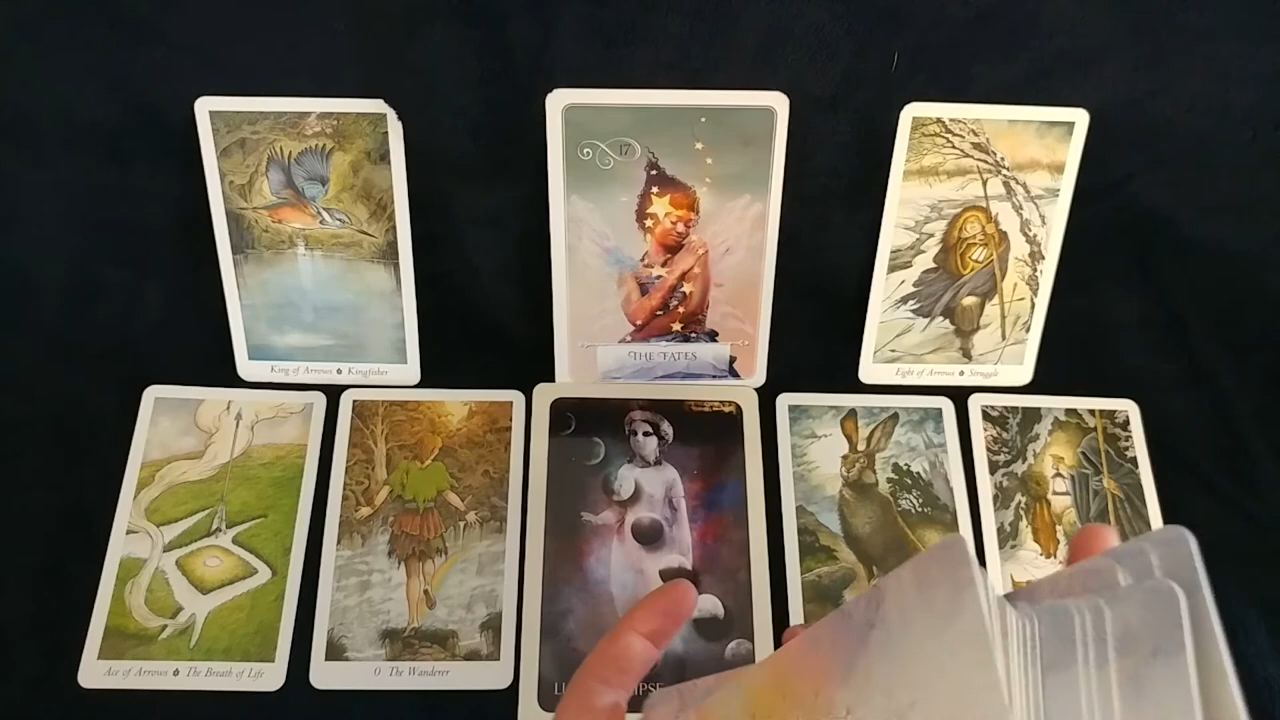 17
THE FATES
King of Arrows Kingfisher
Eight of Arrows Struggle
Ace of Arrows The Breath of Life
0 The Wanderer